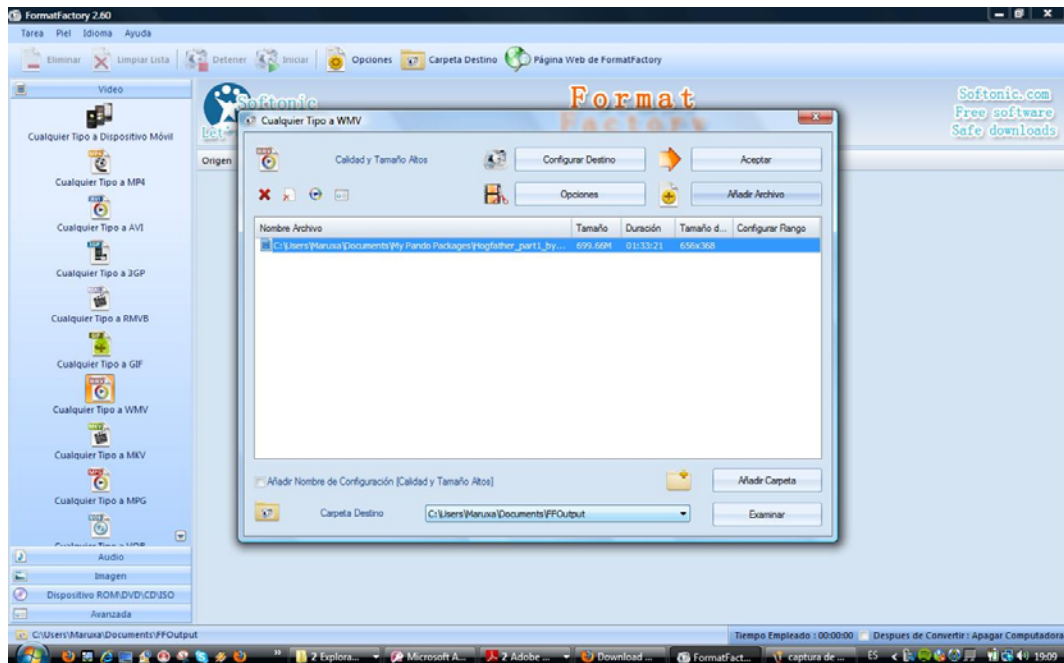 FormatFactory 2.60
Tarea Piel Idioma Ayuda
Eliminar Limpiar Lista Detener Iniciar Opciones Carpeta Destino Página Web de FormatFactory
Video
Cualquier Tipo a Dispositivo Móvil
Cualquier Tipo a MP4
Cualquier Tipo a AVI
Cualquier Tipo a 3GP
Cualquier Tipo a RMVB
Cualquier Tipo a GIF
Cualquier Tipo a WMV
Cualquier Tipo a MKV
Cualquier Tipo a MPG
Cualquier Tipo a VOB
Audio
Imagen
Dispositivo ROM\DVD\CD\ISO
Avanzada
Softonic
Format
Factory
Softonic.com
Free software
Safe downloads
Origen
Cualquier Tipo a WMV
Calidad y Tamaño Altos
Configurar Destino
Aceptar
Opciones
Añadir Archivo
Nombre Archivo Tamaño Duración Tamaño d... Configurar Rango
C:\Users\Maruxa\Documents\My Pando Packages\Hogfather_part1_by... 699.66M 01:33:21 656x368
Añadir Nombre de Configuración [Calidad y Tamaño Altos]
Añadir Carpeta
Carpeta Destino
C:\Users\Maruxa\Documents\FFOutput
Examinar
C:\Users\Maruxa\Documents\FFOutput
Tiempo Empleado : 00:00:00 Despues de Convertir : Apagar Computadora
2 Explora... Microsoft A... 2 Adobe ... Download ... FormatFact... captura de ... ES 19:09